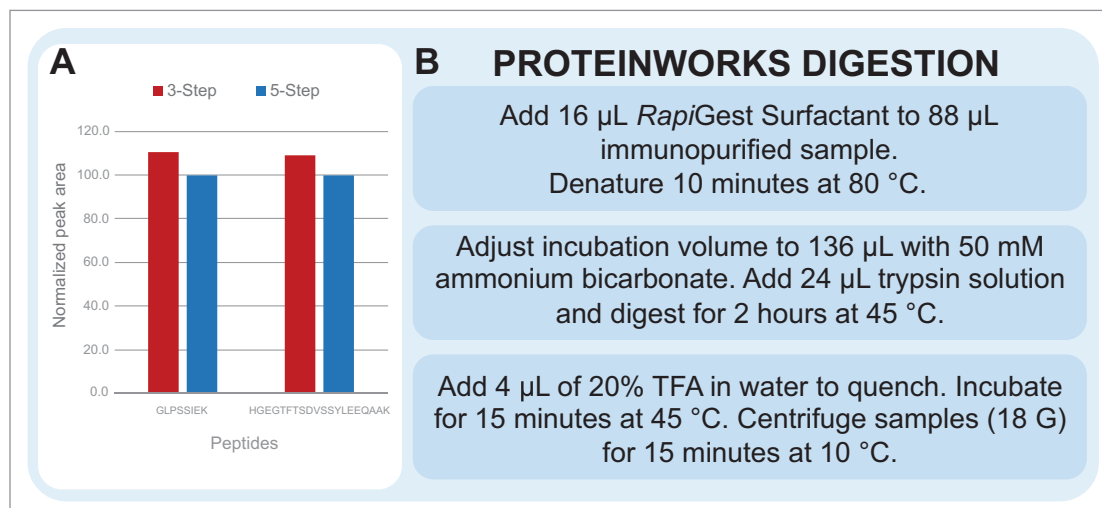 A
3-Step
5-Step
120.0
100.0
80.0
60.0
40.0
20.0
0.0
Normalized peak area
GLPSSIEK
HGEGTFTSDVSSYLEEQAAK
Peptides
B
PROTEINWORKS DIGESTION
Add 16 µL RapiGest Surfactant to 88 µL
immunopurified sample.
Denature 10 minutes at 80 °C.
Adjust incubation volume to 136 µL with 50 mM
ammonium bicarbonate. Add 24 µL trypsin solution
and digest for 2 hours at 45 °C.
Add 4 µL of 20% TFA in water to quench. Incubate
for 15 minutes at 45 °C. Centrifuge samples (18 G)
for 15 minutes at 10 °C.